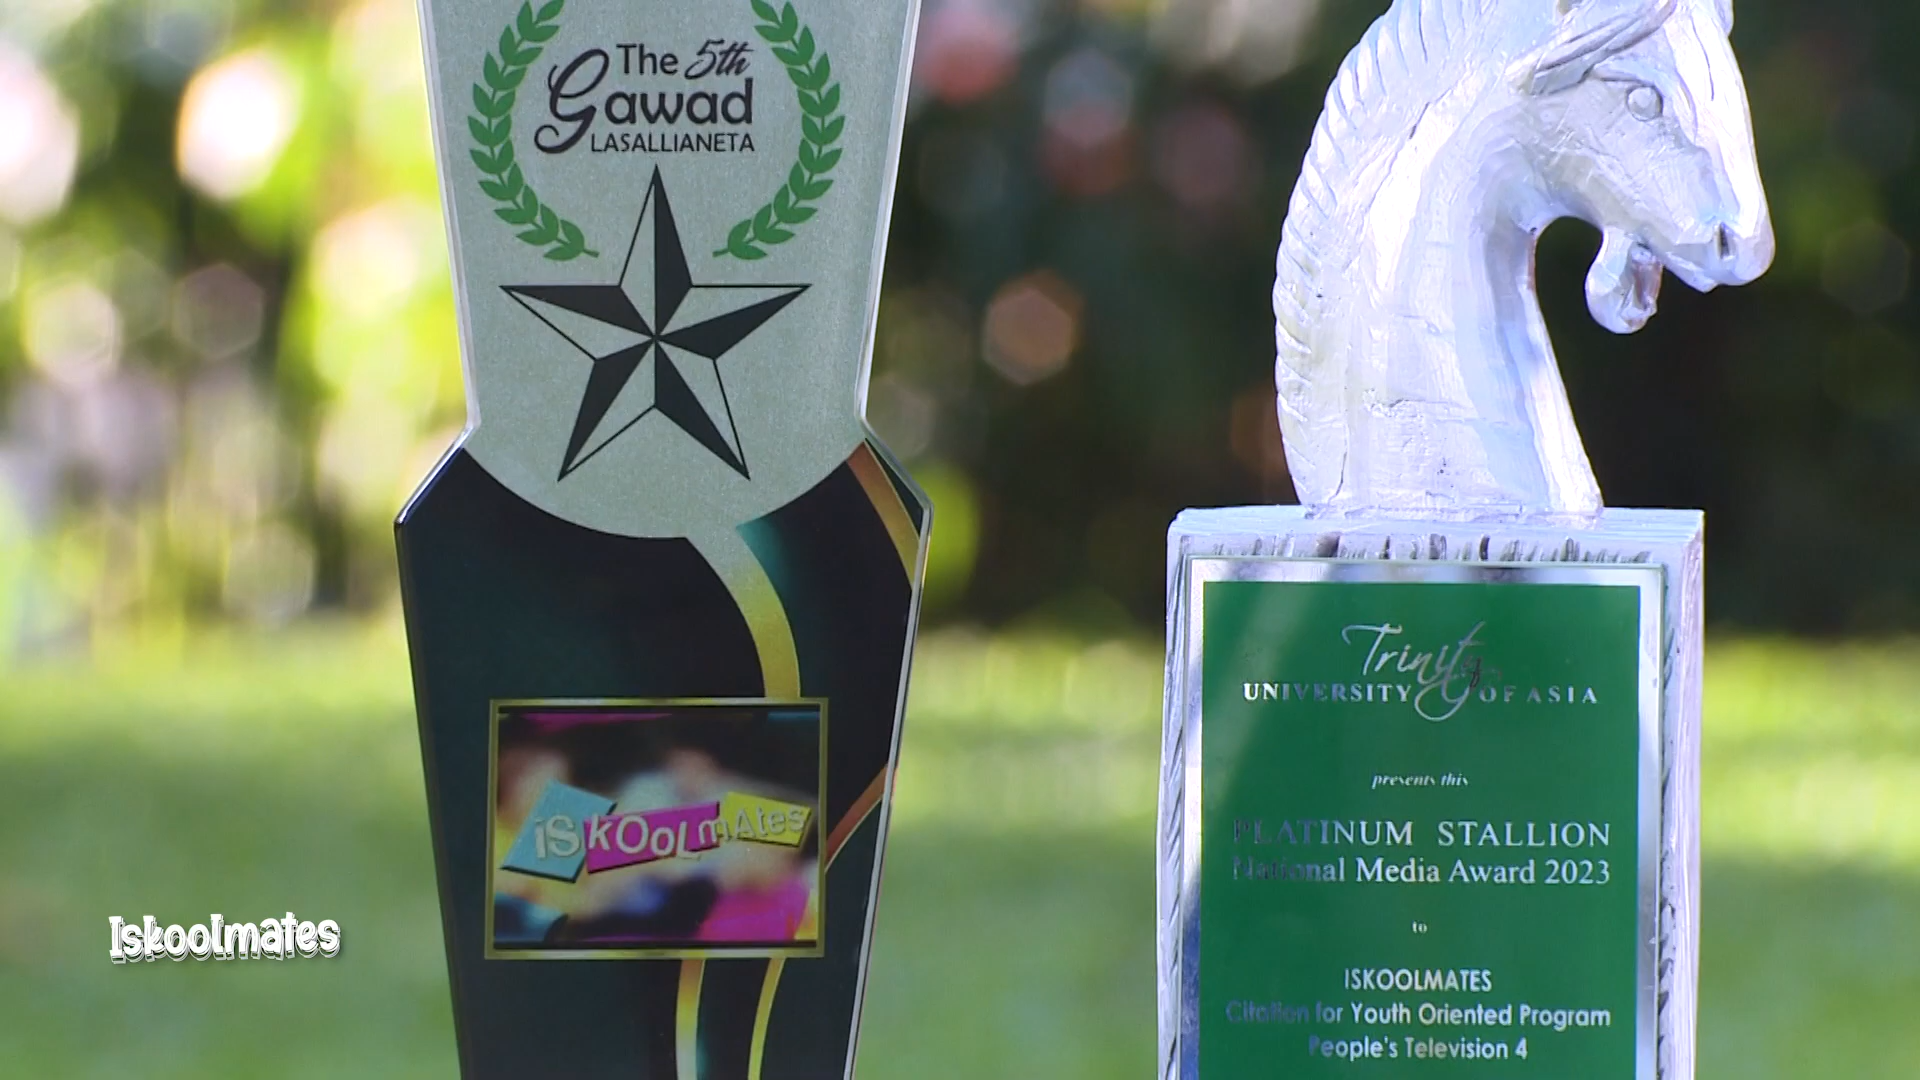 The 5th
Gawad
LASALLIANETA
iSkOoLmAtes
Iskoolmates
Trinity
UNIVERSITY OF ASIA
presents this
PLATINUM STALLION
National Media Award 2023
to
ISKOOLMATES
Citation for Youth Oriented Program
People's Television 4